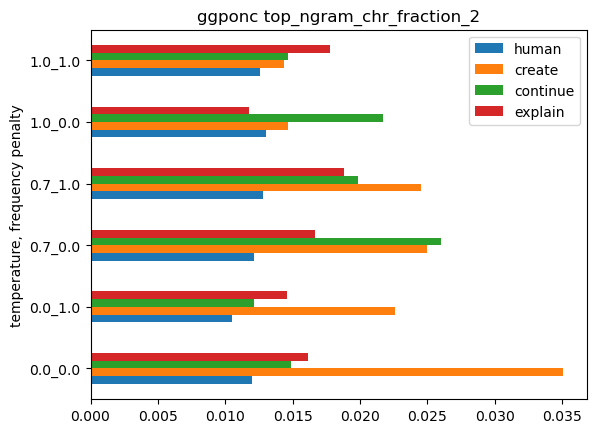 ggponc top_ngram_chr_fraction_2
human
create
continue
explain
temperature, frequency penalty
1.0_1.0
1.0_0.0
0.7_1.0
0.7_0.0
0.0_1.0
0.0_0.0
0.000 0.005 0.010 0.015 0.020 0.025 0.030 0.035